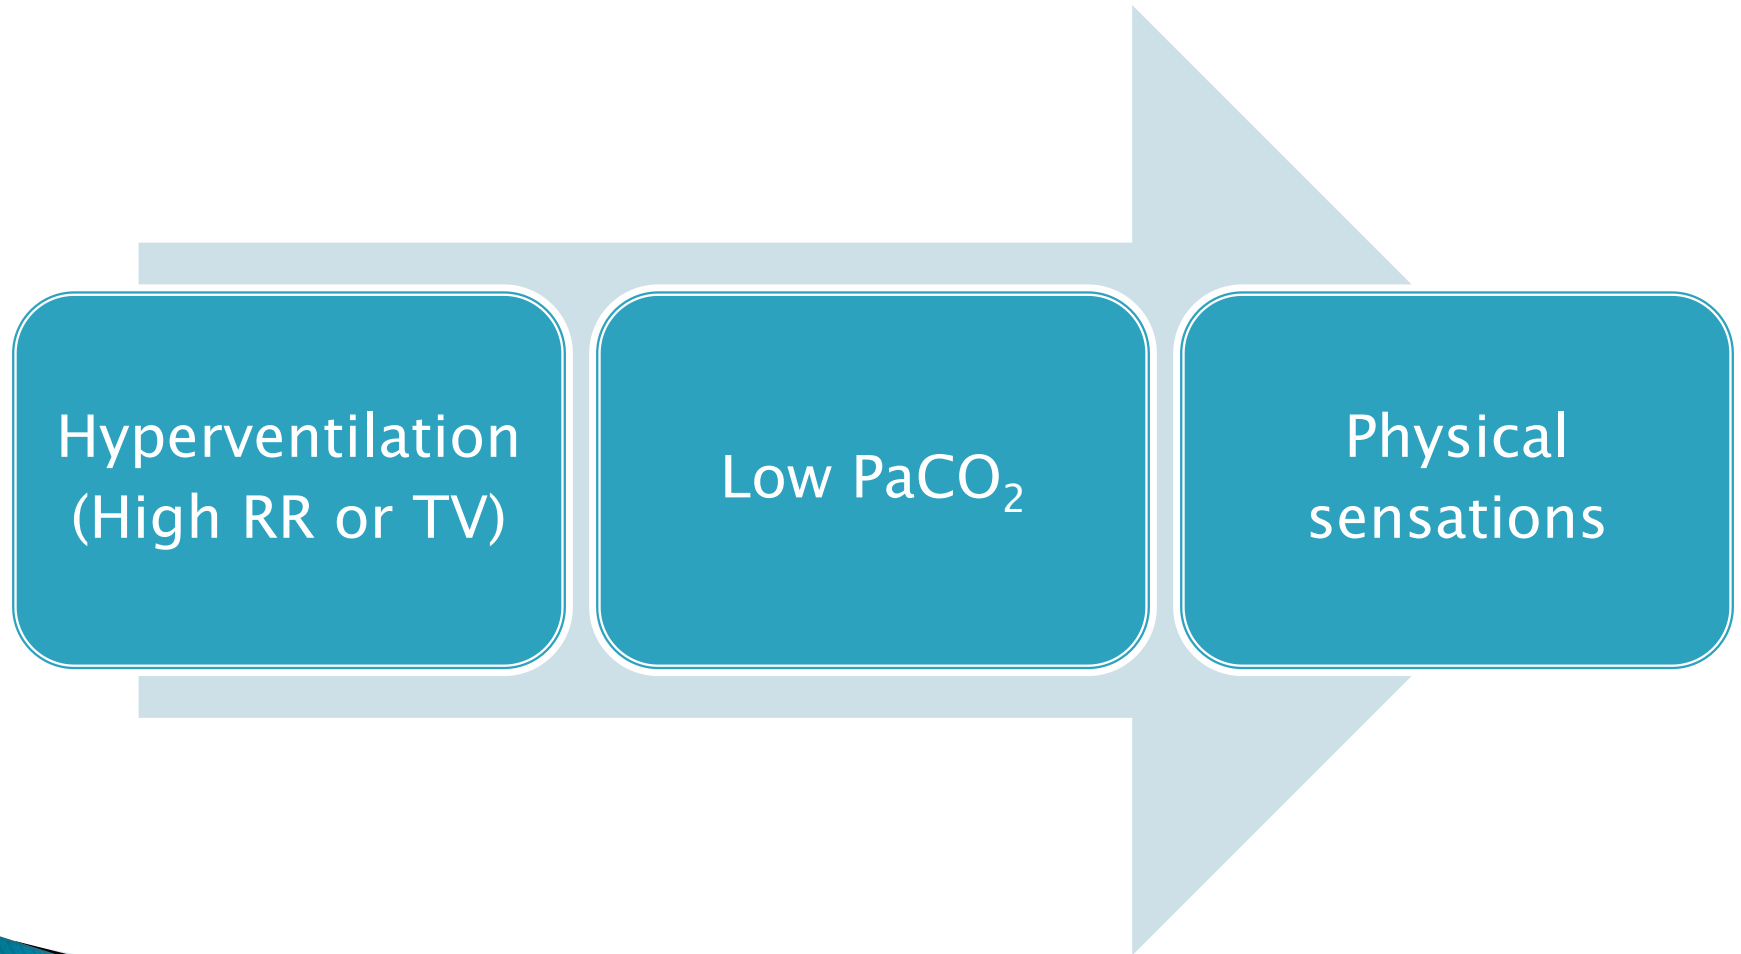 Hyperventilation
(High RR or TV)
Low PaCO₂
Physical
sensations